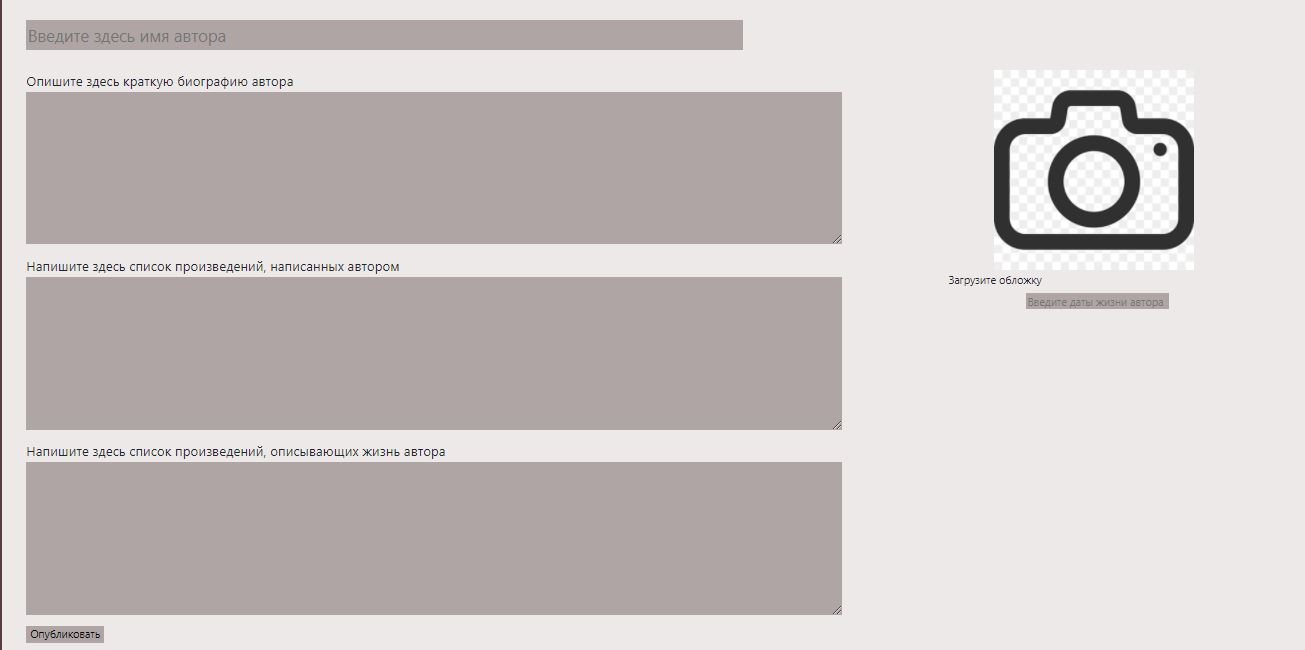 Введите здесь имя автора
Опишите здесь краткую биографию автора
Напишите здесь список произведений, написанных автором
Напишите здесь список произведений, описывающих жизнь автора
Опубликовать
Загрузите обложку
Введите даты жизни автора